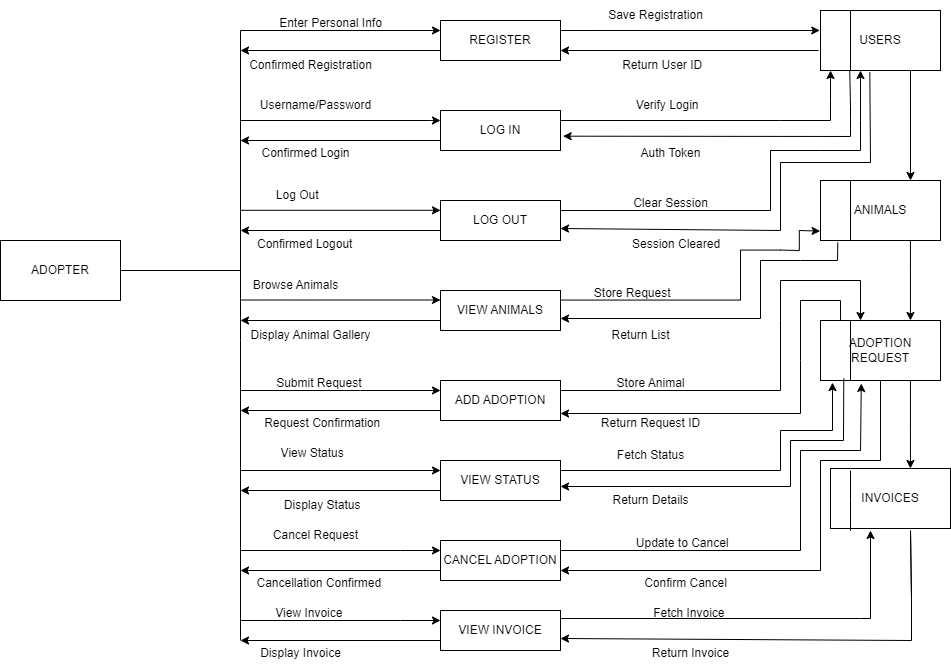 Enter Personal Info
Save Registration
REGISTER
USERS
Confirmed Registration
Return User ID
Username/Password
Verify Login
LOG IN
Confirmed Login
Auth Token
Log Out
Clear Session
LOG OUT
ANIMALS
Confirmed Logout
Session Cleared
ADOPTER
Browse Animals
Store Request
VIEW ANIMALS
Display Animal Gallery
Return List
ADOPTION
REQUEST
Submit Request
Store Animal
ADD ADOPTION
Request Confirmation
Return Request ID
View Status
Fetch Status
VIEW STATUS
Display Status
Return Details
INVOICES
Cancel Request
Update to Cancel
CANCEL ADOPTION
Cancellation Confirmed
Confirm Cancel
View Invoice
Fetch Invoice
VIEW INVOICE
Display Invoice
Return Invoice